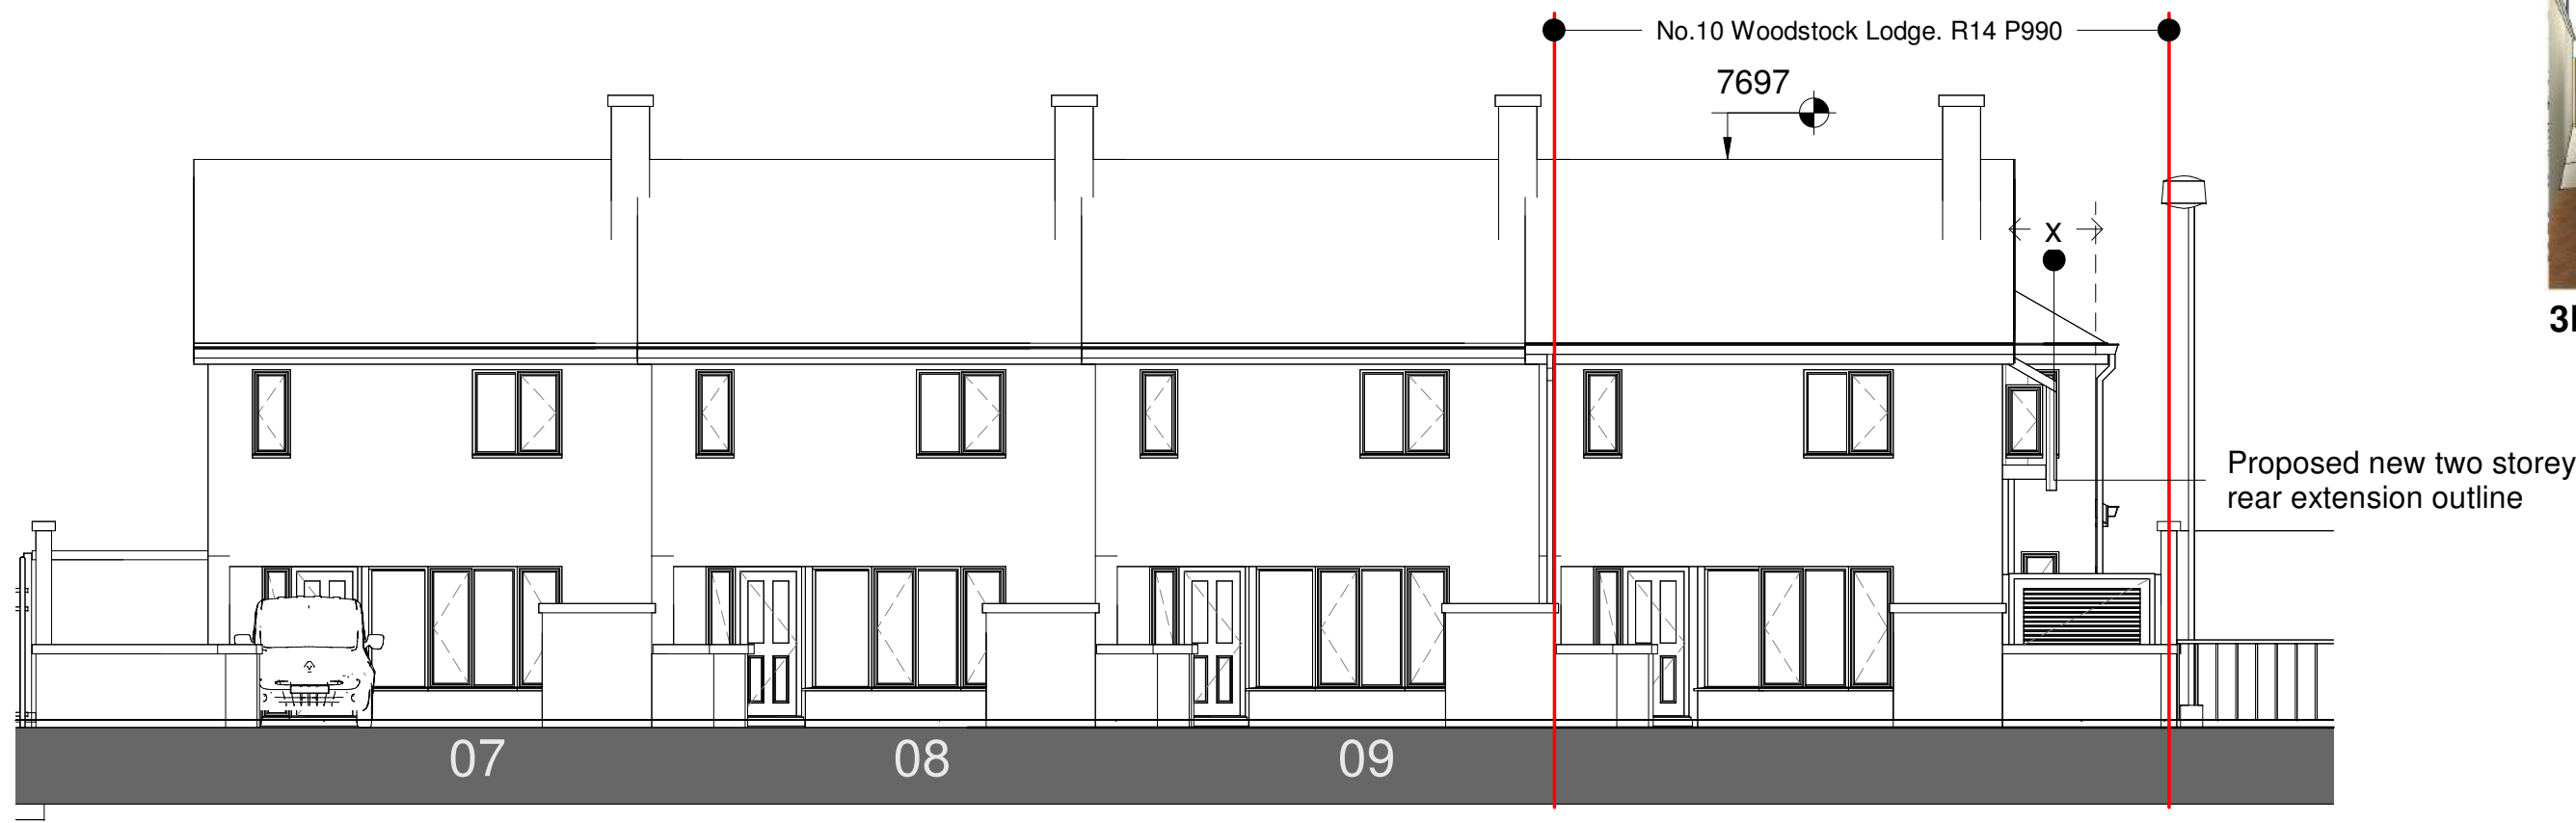 No.10 Woodstock Lodge. R14 P990
7697
x
Proposed new two storey
rear extension outline
07
08
09